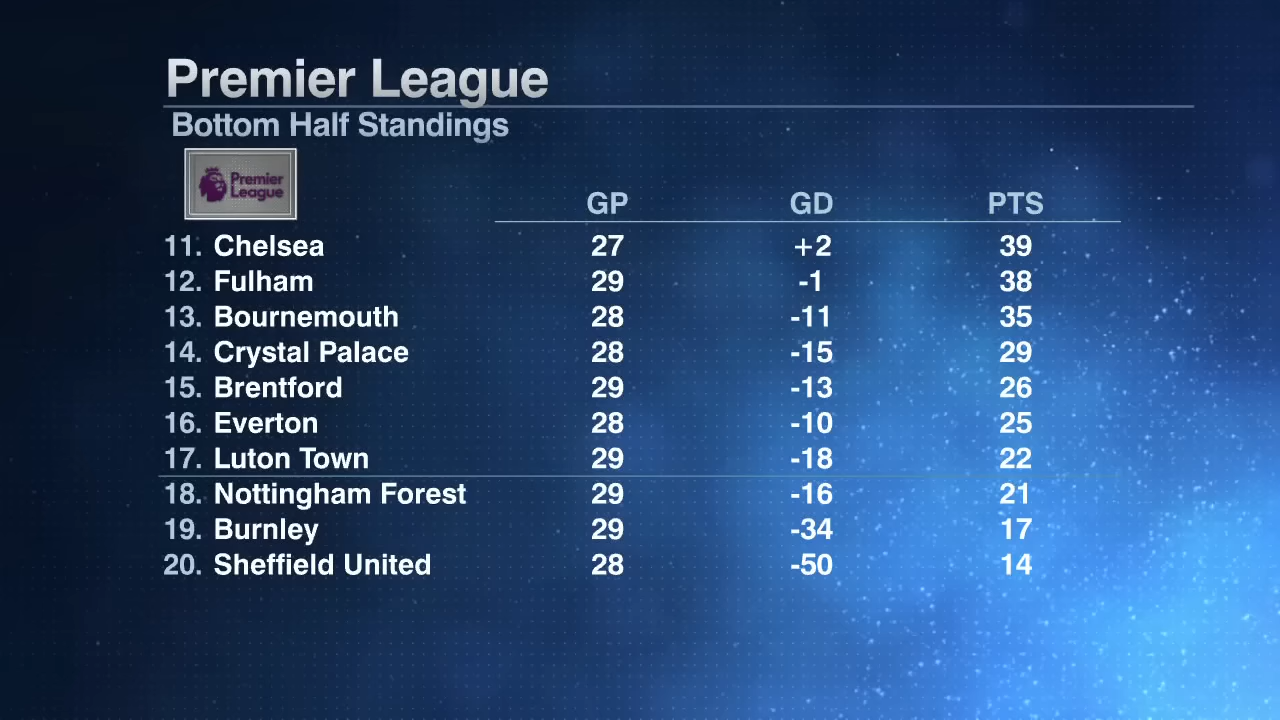 Premier League
Bottom Half Standings
Premier
League
GP GD PTS
11. Chelsea 27 +2 39
12. Fulham 29 -1 38
13. Bournemouth 28 -11 35
14. Crystal Palace 28 -15 29
15. Brentford 29 -13 26
16. Everton 28 -10 25
17. Luton Town 29 -18 22
18. Nottingham Forest 29 -16 21
19. Burnley 29 -34 17
20. Sheffield United 28 -50 14